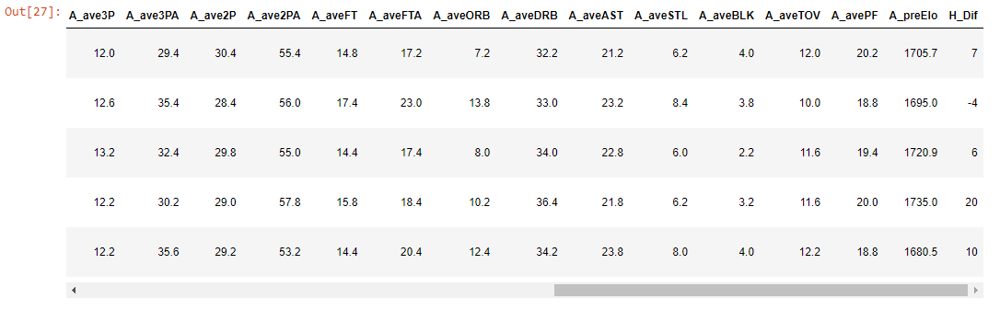 Out[27]:
A_ave3P A_ave3PA A_ave2P A_ave2PA A_aveFT A_aveFTA A_aveORB A_aveDRB A_aveAST A_aveSTL A_aveBLK A_aveTOV A_avePF A_preElo H_Dif
12.0 29.4 30.4 55.4 14.8 17.2 7.2 32.2 21.2 6.2 4.0 12.0 20.2 1705.7 7
12.6 35.4 28.4 56.0 17.4 23.0 13.8 33.0 23.2 8.4 3.8 10.0 18.8 1695.0 -4
13.2 32.4 29.8 55.0 14.4 17.4 8.0 34.0 22.8 6.0 2.2 11.6 19.4 1720.9 6
12.2 30.2 29.0 57.8 15.8 18.4 10.2 36.4 21.8 6.2 3.2 11.6 20.0 1735.0 20
12.2 35.6 29.2 53.2 14.4 20.4 12.4 34.2 23.8 8.0 4.0 12.2 18.8 1680.5 10